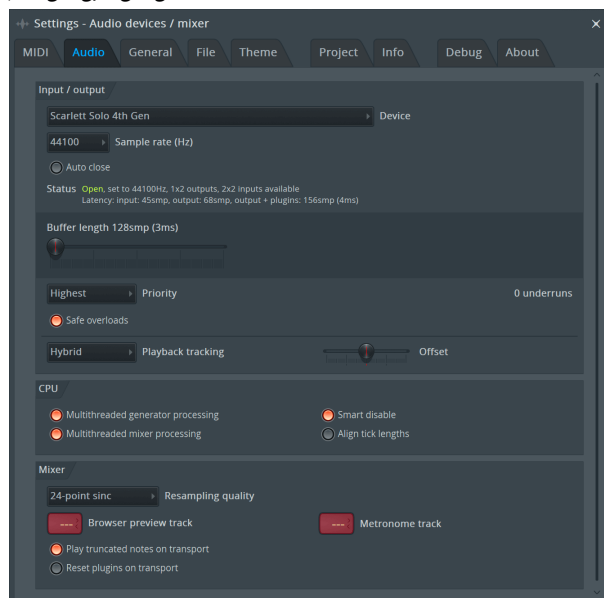 Settings - Audio devices / mixer
MIDI Audio General File Theme Project Info Debug About
Input / output
Scarlett Solo 4th Gen Device
44100 Sample rate (Hz)
Auto close
Status Open, set to 44100Hz, 1x2 outputs, 2x2 inputs available
Latency: input: 45smp, output: 68smp, output + plugins: 156smp (4ms)
Buffer length 128smp (3ms)
Highest Priority 0 underruns
Safe overloads
Hybrid Playback tracking Offset
CPU
Multithreaded generator processing Smart disable
Multithreaded mixer processing Align tick lengths
Mixer
24-point sinc Resampling quality
--- Browser preview track --- Metronome track
Play truncated notes on transport
Reset plugins on transport